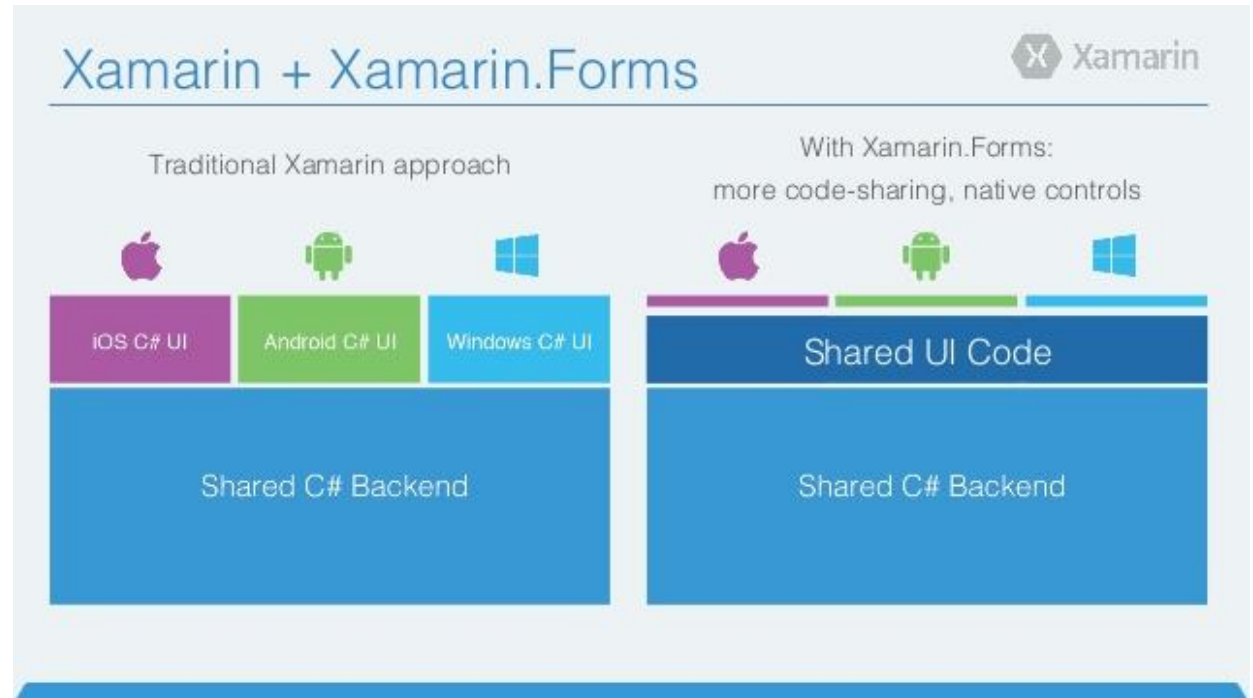 Xamarin + Xamarin.Forms
X Xamarin
Traditional Xamarin approach
With Xamarin.Forms:
more code-sharing, native controls
iOS C# UI
Android C# UI
Windows C# UI
Shared C# Backend
Shared UI Code
Shared C# Backend